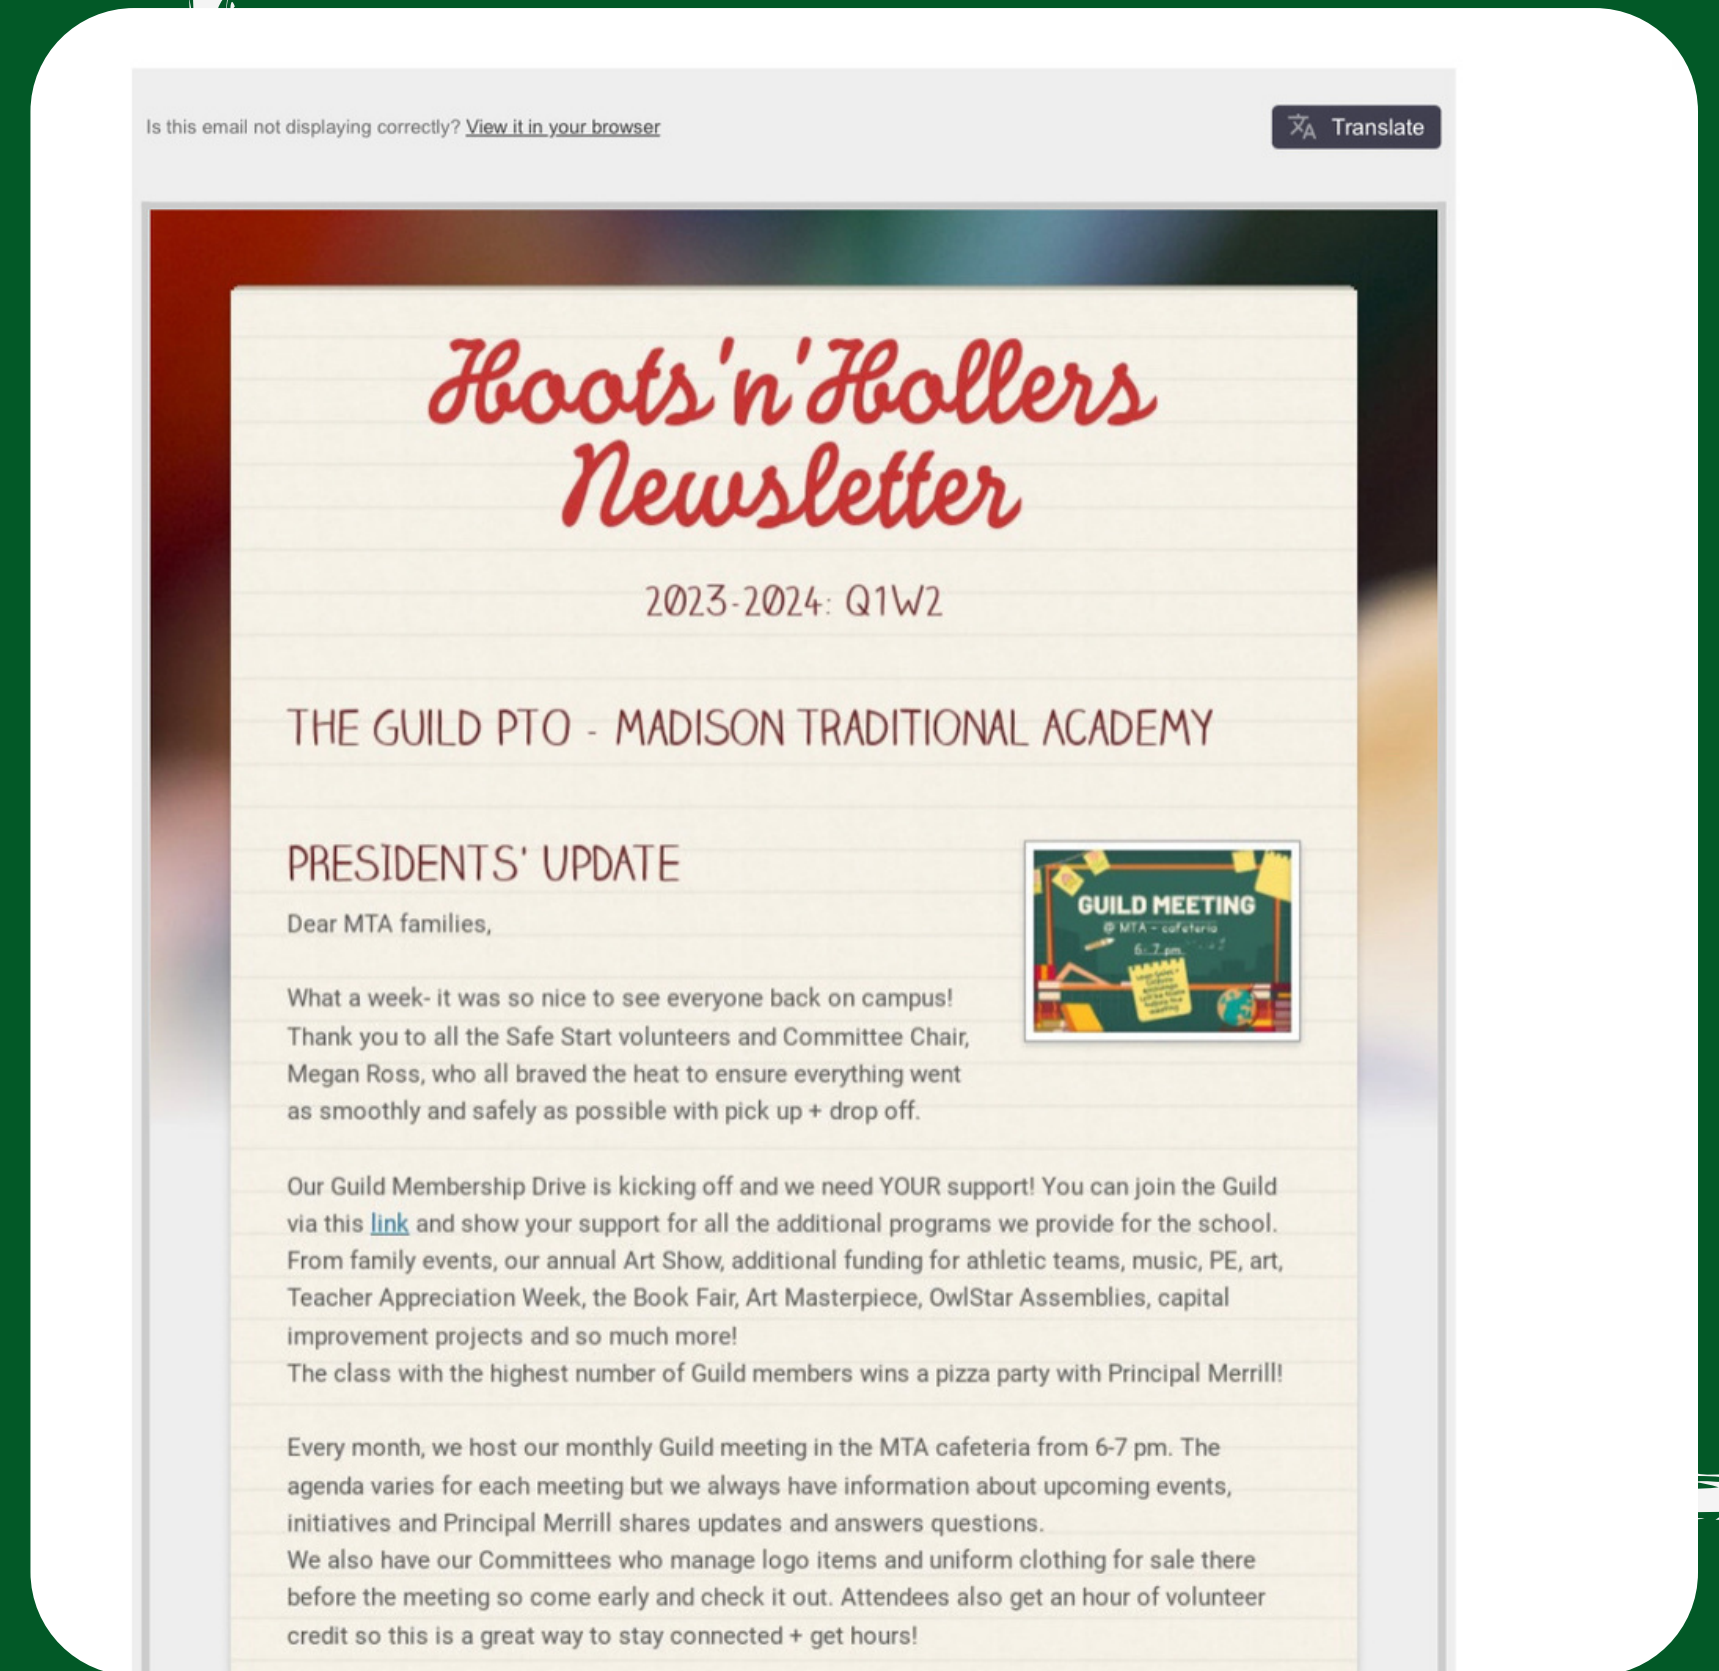 Is this email not displaying correctly? View it in your browser
Translate
Hoots'n'Hollers
Newsletter
2023-2024: Q1W2
THE GUILD PTO - MADISON TRADITIONAL ACADEMY
PRESIDENTS' UPDATE
GUILD MEETING
@ MTA - cafeteria
6-7 pm
Dear MTA families,
What a week- it was so nice to see everyone back on campus!
Thank you to all the Safe Start volunteers and Committee Chair,
Megan Ross, who all braved the heat to ensure everything went
as smoothly and safely as possible with pick up + drop off.
Our Guild Membership Drive is kicking off and we need YOUR support! You can join the Guild
via this link and show your support for all the additional programs we provide for the school.
From family events, our annual Art Show, additional funding for athletic teams, music, PE, art,
Teacher Appreciation Week, the Book Fair, Art Masterpiece, OwlStar Assemblies, capital
improvement projects and so much more!
The class with the highest number of Guild members wins a pizza party with Principal Merrill!
Every month, we host our monthly Guild meeting in the MTA cafeteria from 6-7 pm. The
agenda varies for each meeting but we always have information about upcoming events,
initiatives and Principal Merrill shares updates and answers questions.
We also have our Committees who manage logo items and uniform clothing for sale there
before the meeting so come early and check it out. Attendees also get an hour of volunteer
credit so this is a great way to stay connected + get hours!